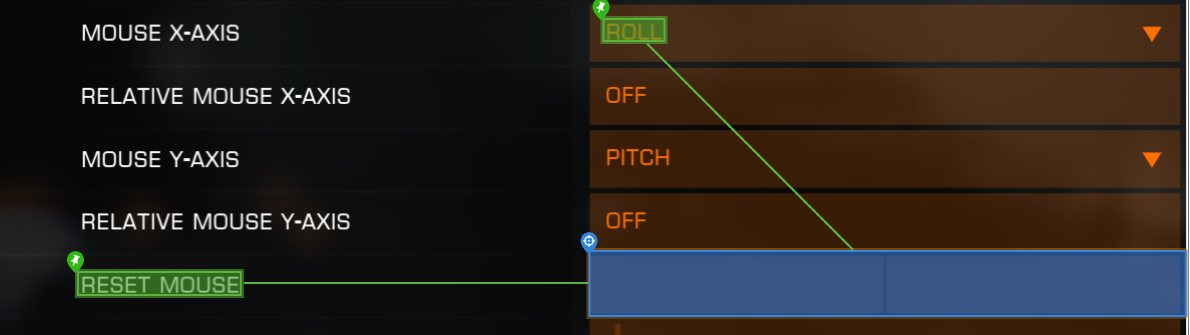 MOUSE X-AXIS
ROLL
RELATIVE MOUSE X-AXIS
OFF
MOUSE Y-AXIS
PITCH
RELATIVE MOUSE Y-AXIS
OFF
RESET MOUSE